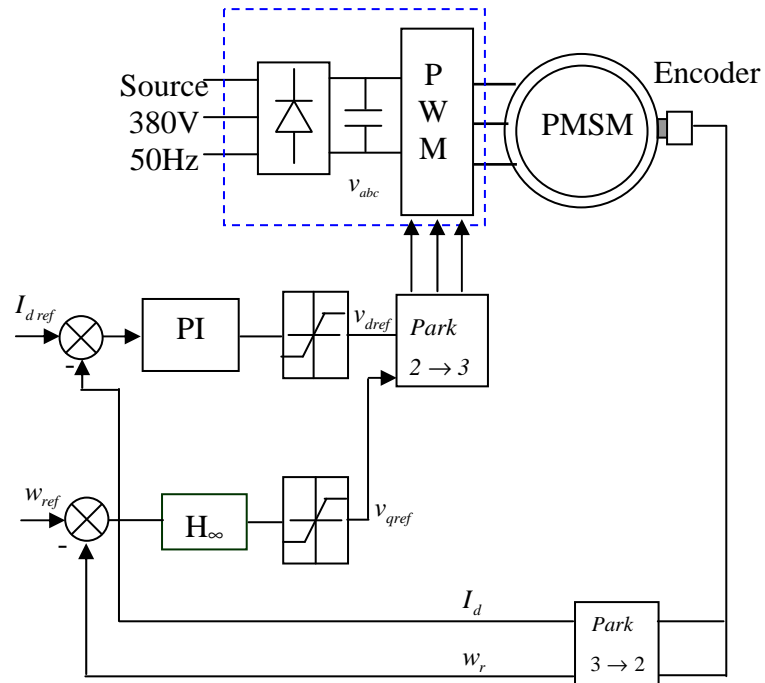 Source
380V
50Hz
P
W
M
PMSM
Encoder
v_abc
I_d ref
-
PI
v_dref
Park
2 → 3
w_ref
-
H∞
v_qref
I_d
w_r
Park
3 → 2